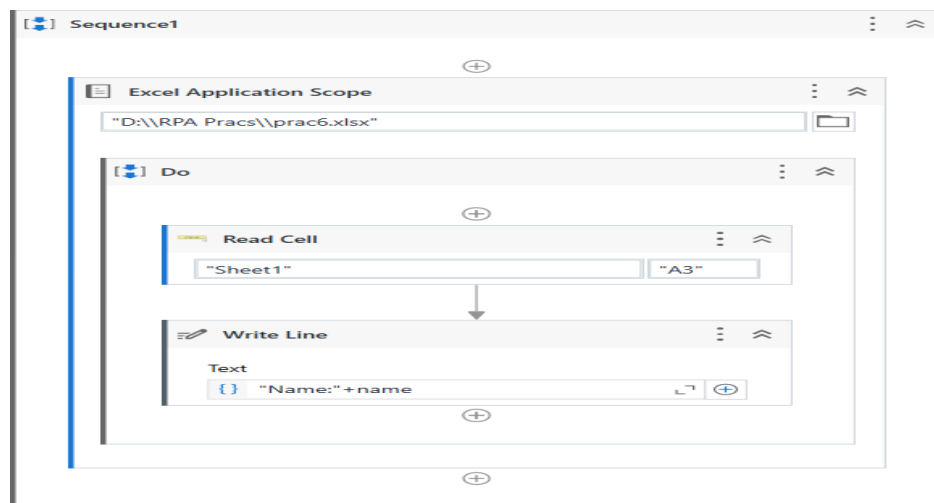 Sequence1
Excel Application Scope
"D:\\RPA Pracs\\prac6.xlsx"
Do
Read Cell
"Sheet1" "A3"
Write Line
Text
{} "Name:"+name